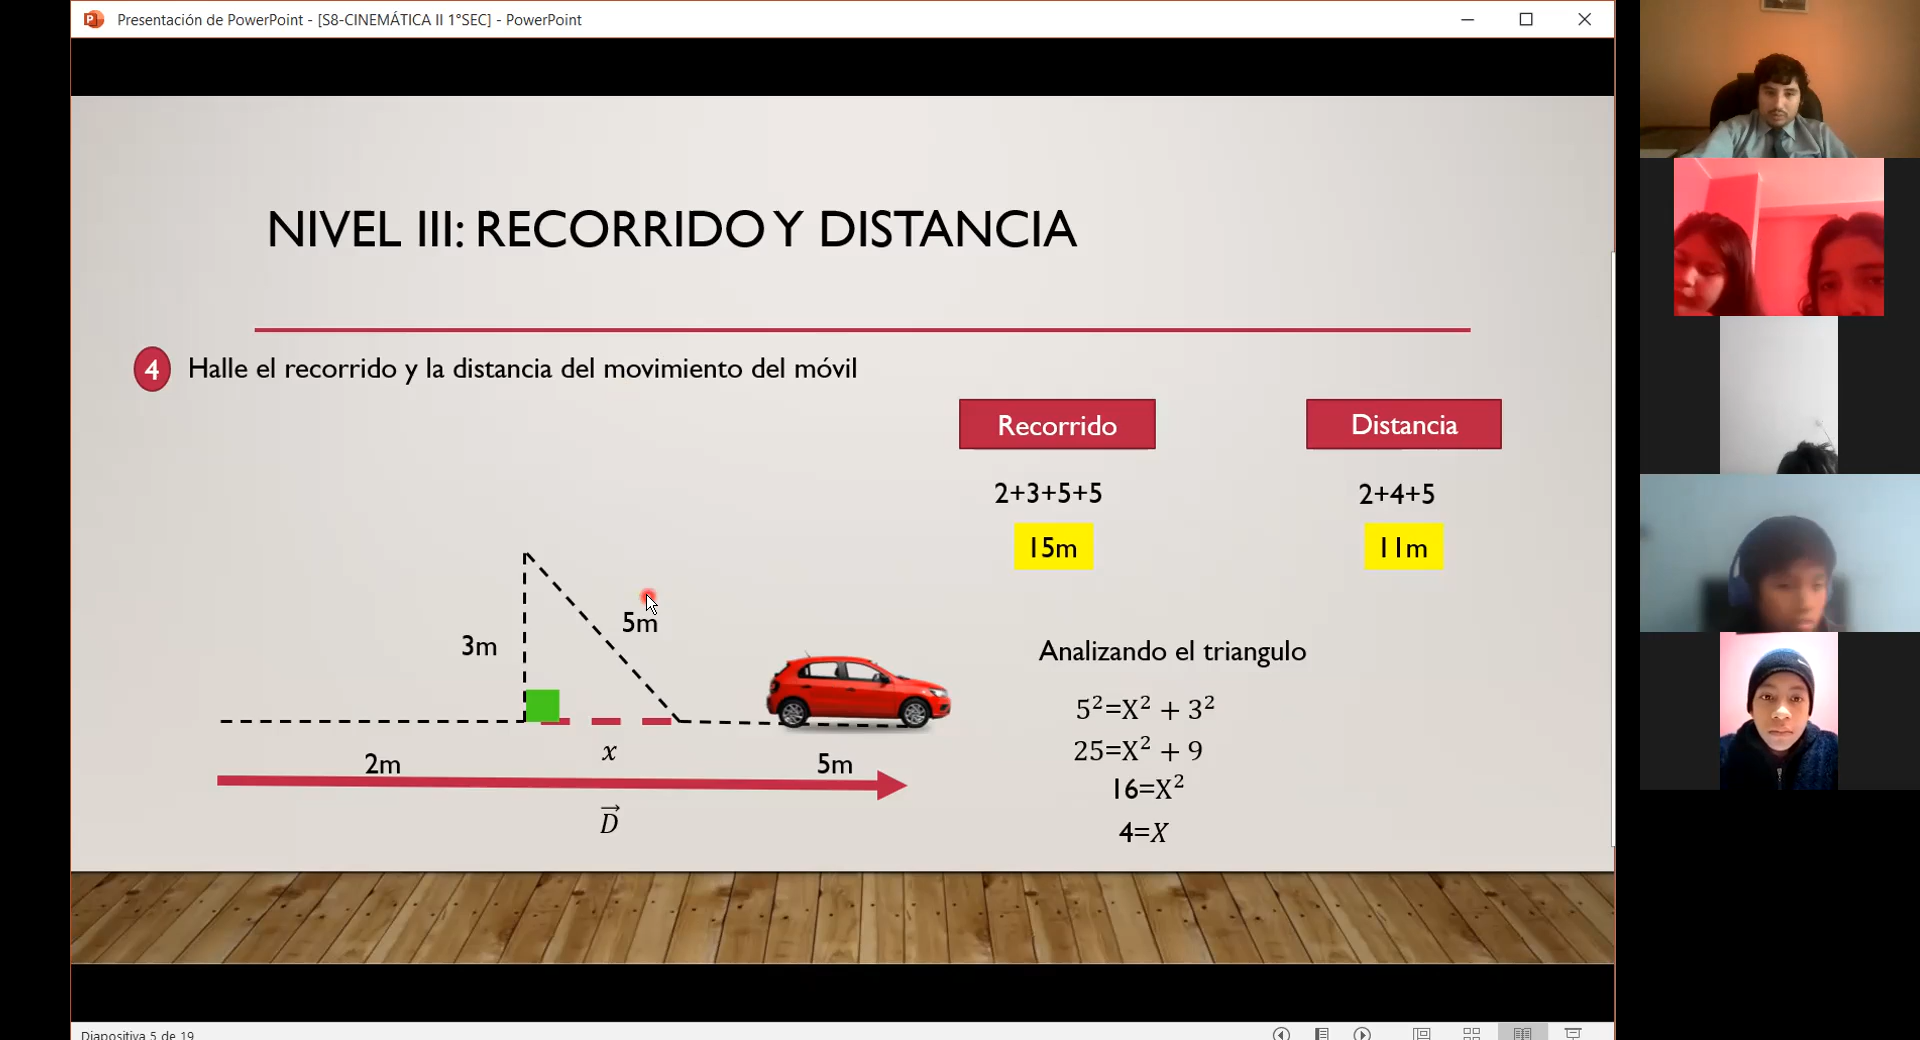 Presentación de PowerPoint - [S8-CINEMÁTICA II 1°SEC] - PowerPoint
NIVEL III: RECORRIDO Y DISTANCIA
4 Halle el recorrido y la distancia del movimiento del móvil
Recorrido
Distancia
2+3+5+5
2+4+5
15m
11m
5m
3m
Analizando el triangulo
5²=X² + 3²
25=X² + 9
16=X²
4=X
x
2m
5m
D⃗
Diapositiva 5 de 19